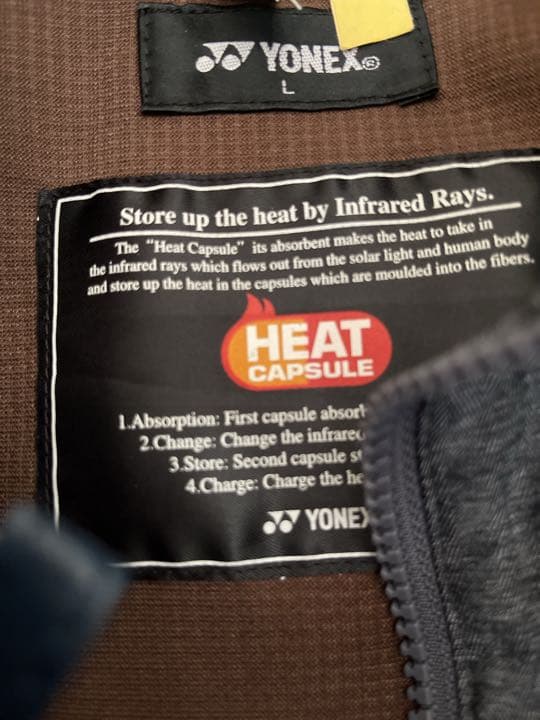 YONEX®
L
Store up the heat by Infrared Rays.
The "Heat Capsule" its absorbent makes the heat to take in
the infrared rays which flows out from the solar light and human body
and store up the heat in the capsules which are moulded into the fibers.
HEAT
CAPSULE
1.Absorption: First capsule absor
2.Change: Change the infrare
3.Store: Second capsule s
4.Charge: Charge the he
YONEX